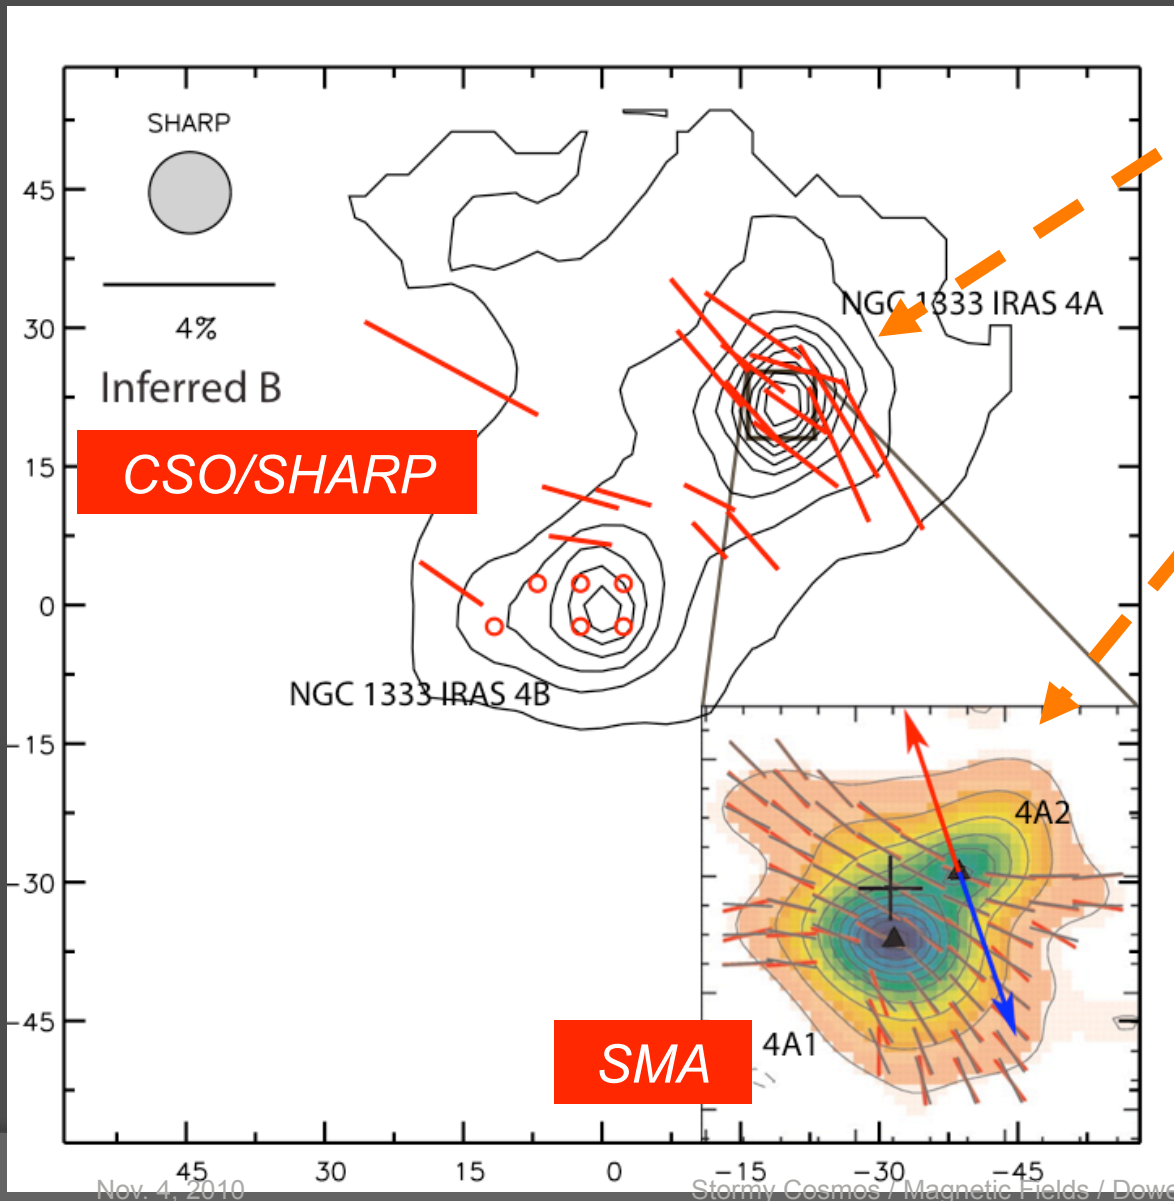 SHARP
45
4%
30
NGC 1333 IRAS 4A
Inferred B
CSO/SHARP
15
0
NGC 1333 IRAS 4B
-15
4A2
-30
-45
4A1
SMA
45 30 15 0 -15 -30 -45
Nov. 4, 2010
Stormy Cosmos / Magnetic Fields /